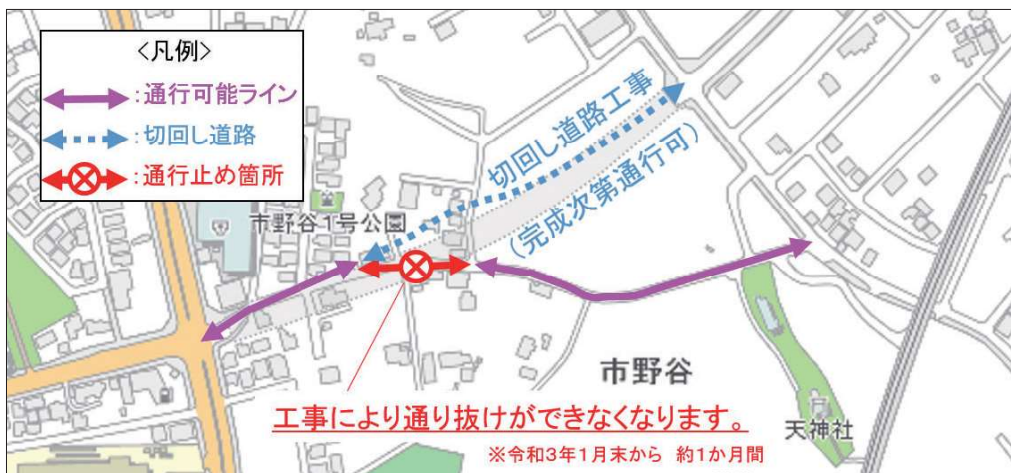 <凡例>
:通行可能ライン
:切回し道路
:通行止め箇所
切回し道路工事
(完成次第通行可)
市野谷1号公園
市野谷
天神社
工事により通り抜けができなくなります。
※令和3年1月末から 約1か月間